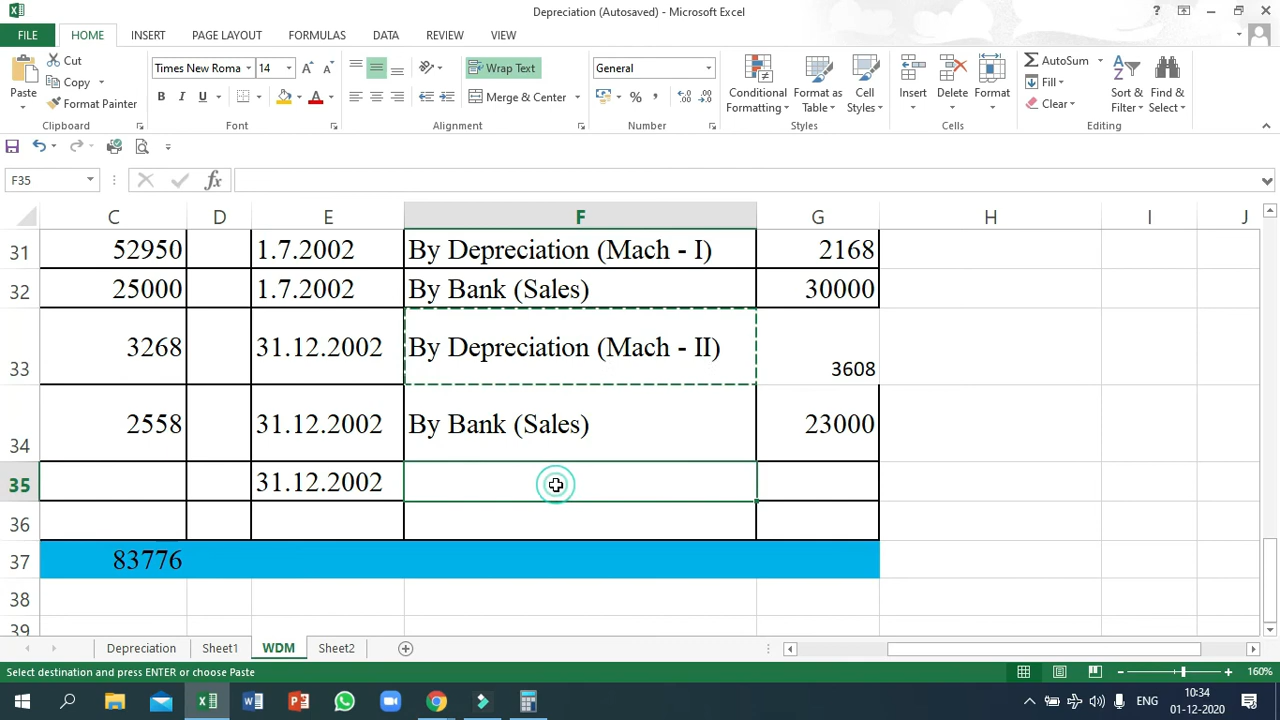 Depreciation (Autosaved) - Microsoft Excel
FILE HOME INSERT PAGE LAYOUT FORMULAS DATA REVIEW VIEW
Paste Cut Copy Format Painter
Times New Roma 14
B I U A
Wrap Text
Merge & Center
General
% ,
Conditional Formatting Format as Table Cell Styles
Insert Delete Format
AutoSum Fill Clear
Sort & Filter Find & Select
Clipboard Font Alignment Number Styles Cells Editing
F35 fx
C D E F G H I J
31 52950 1.7.2002 By Depreciation (Mach - I) 2168
32 25000 1.7.2002 By Bank (Sales) 30000
33 3268 31.12.2002 By Depreciation (Mach - II) 3608
34 2558 31.12.2002 By Bank (Sales) 23000
35 31.12.2002
36
37 83776
38
39
Depreciation Sheet1 WDM Sheet2
Select destination and press ENTER or choose Paste 160%
ENG 10:34
01-12-2020